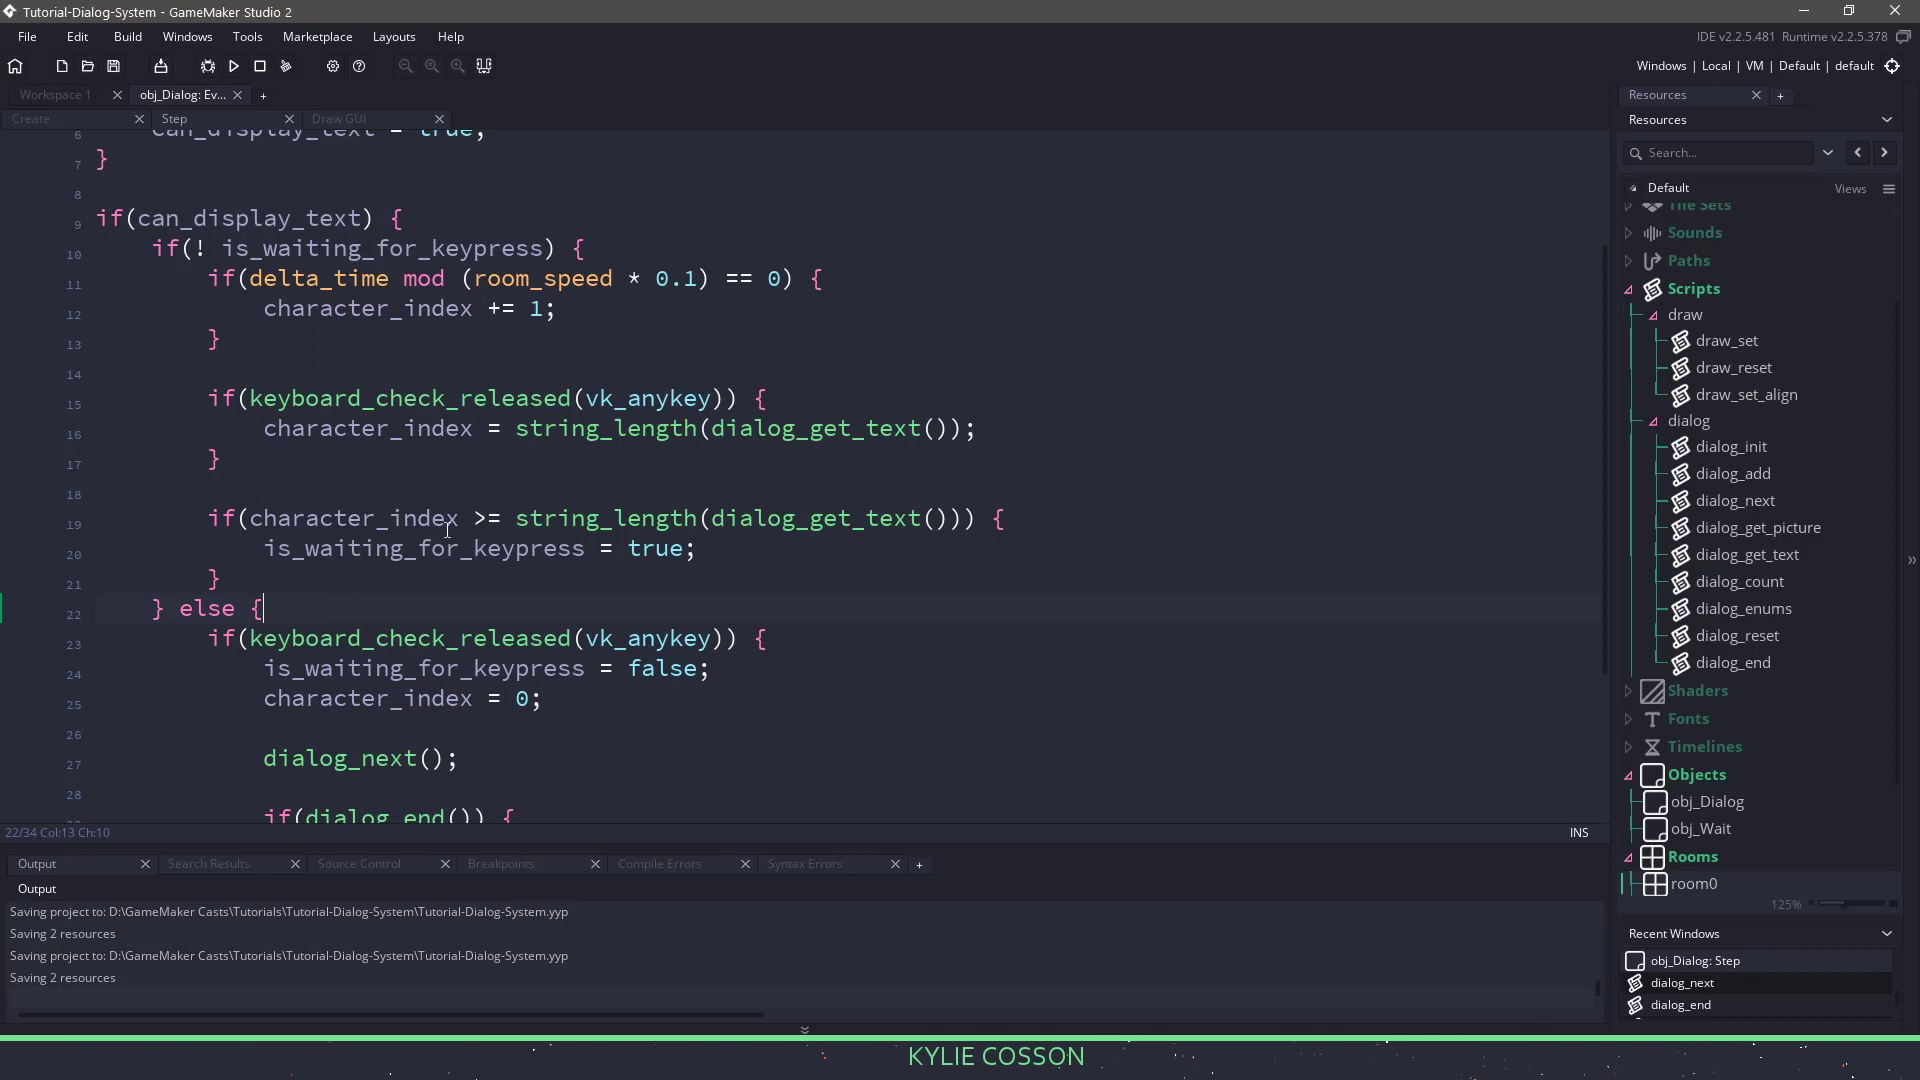 Tutorial-Dialog-System - GameMaker Studio 2
File Edit Build Windows Tools Marketplace Layouts Help
IDE v2.2.5.481 Runtime v2.2.5.378
Windows | Local | VM | Default | default
Workspace 1
obj_Dialog: Ev...
Create
Step
Draw GUI
6 can_display_text = true;
7 }
8
9 if(can_display_text) {
10 if(! is_waiting_for_keypress) {
11 if(delta_time mod (room_speed * 0.1) == 0) {
12 character_index += 1;
13 }
14
15 if(keyboard_check_released(vk_anykey)) {
16 character_index = string_length(dialog_get_text());
17 }
18
19 if(character_index >= string_length(dialog_get_text())) {
20 is_waiting_for_keypress = true;
21 }
22 } else {
23 if(keyboard_check_released(vk_anykey)) {
24 is_waiting_for_keypress = false;
25 character_index = 0;
26
27 dialog_next();
28
if(dialog_end()) {
22/34 Col:13 Ch:10
INS
Output
Search Results
Source Control
Breakpoints
Compile Errors
Syntax Errors
Output
Saving project to: D:\GameMaker Casts\Tutorials\Tutorial-Dialog-System\Tutorial-Dialog-System.yyp
Saving 2 resources
Saving project to: D:\GameMaker Casts\Tutorials\Tutorial-Dialog-System\Tutorial-Dialog-System.yyp
Saving 2 resources
Resources
Resources
Search...
Default
Views
Tile Sets
Sounds
Paths
Scripts
draw
draw_set
draw_reset
draw_set_align
dialog
dialog_init
dialog_add
dialog_next
dialog_get_picture
dialog_get_text
dialog_count
dialog_enums
dialog_reset
dialog_end
Shaders
Fonts
Timelines
Objects
obj_Dialog
obj_Wait
Rooms
room0
125%
Recent Windows
obj_Dialog: Step
dialog_next
dialog_end
KYLIE COSSON